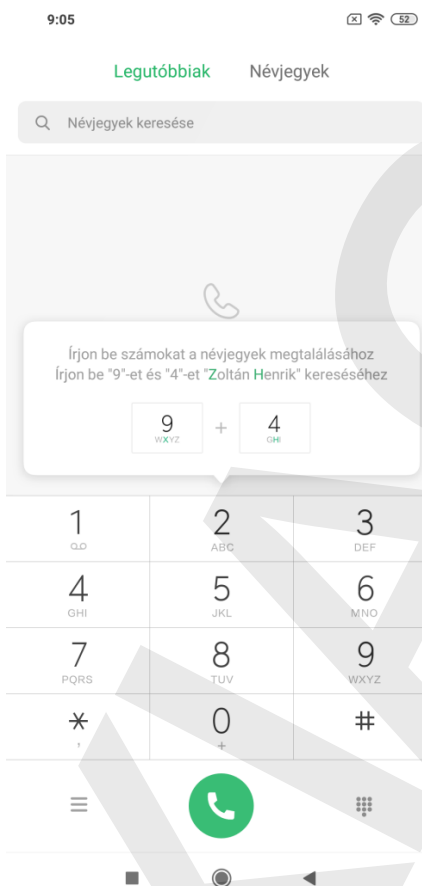 9:05
52
Legutóbbiak Névjegyek
Névjegyek keresése
Írjon be számokat a névjegyek megtalálásához
Írjon be "9"-et és "4"-et "Zoltán Henrik" kereséséhez
9 + 4
WXYZ GHI
1 2 3
ABC DEF
4 5 6
GHI JKL MNO
7 8 9
PQRS TUV WXYZ
* 0 #
, +